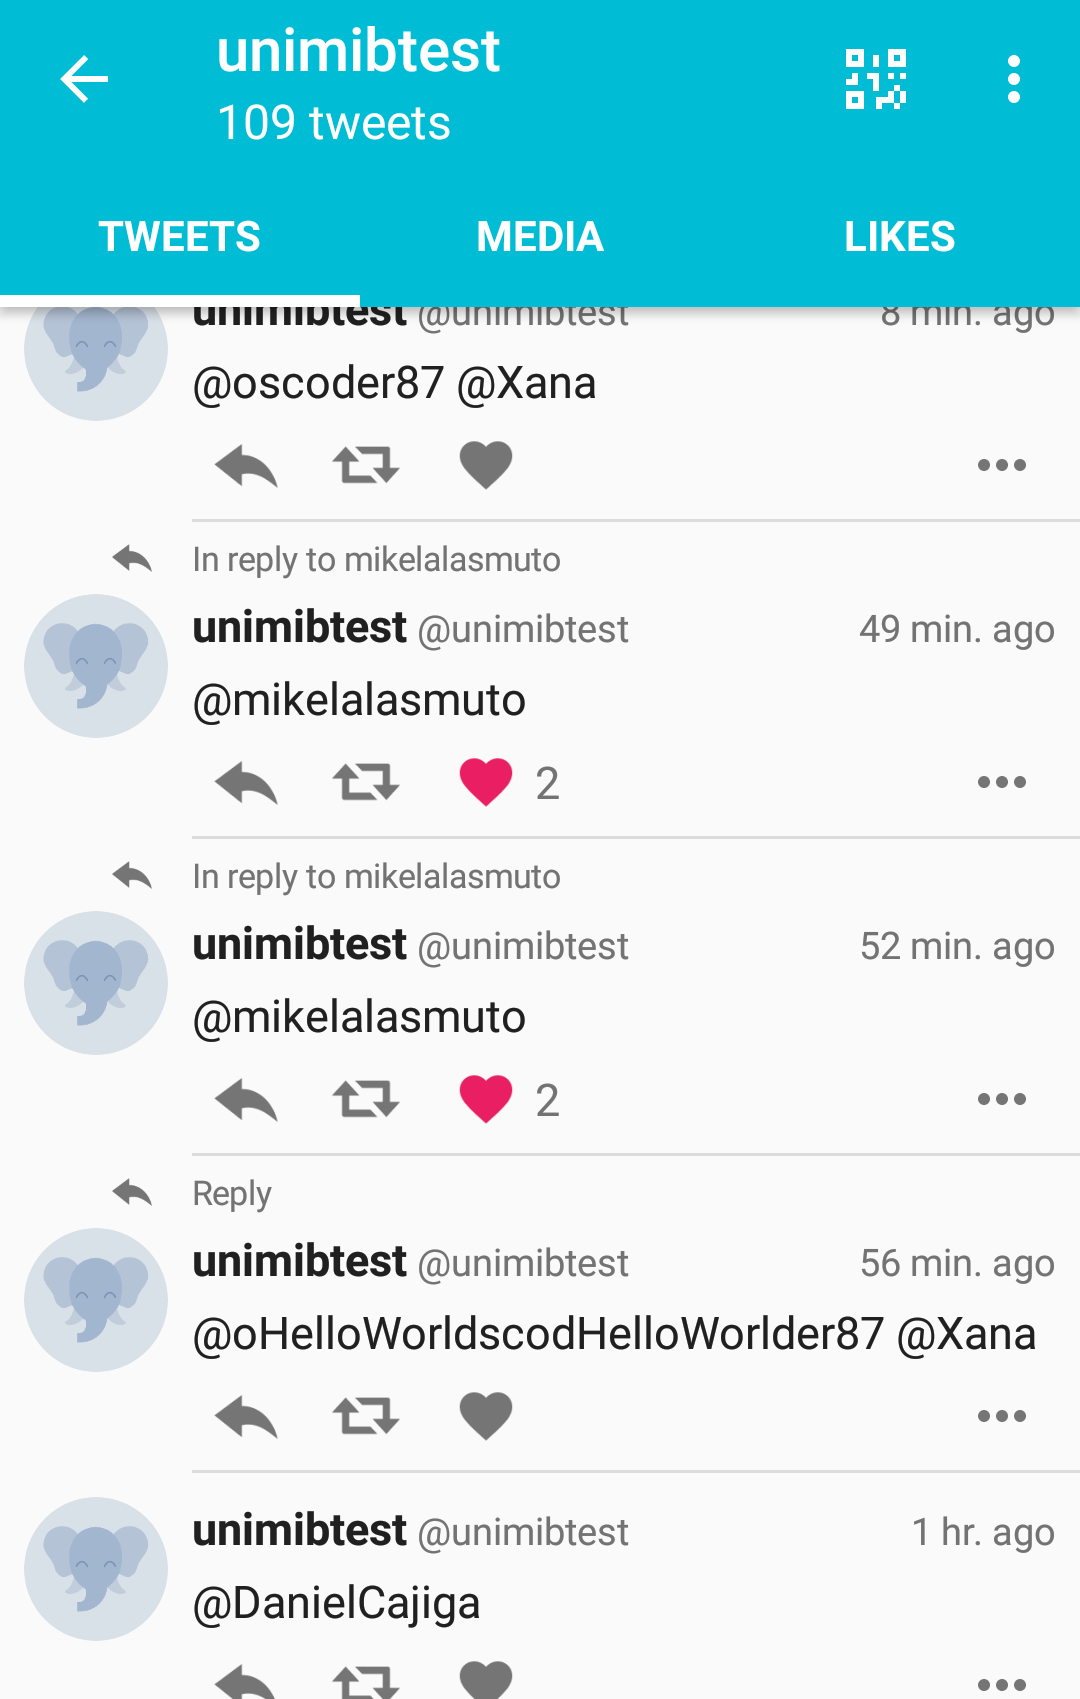 unimibtest
109 tweets
TWEETS MEDIA LIKES
unimibtest @unimibtest 8 min. ago
@oscoder87 @Xana
In reply to mikelalasmuto
unimibtest @unimibtest 49 min. ago
@mikelalasmuto
2
In reply to mikelalasmuto
unimibtest @unimibtest 52 min. ago
@mikelalasmuto
2
Reply
unimibtest @unimibtest 56 min. ago
@oHelloWorldscodHelloWorlder87 @Xana
unimibtest @unimibtest 1 hr. ago
@DanielCajiga